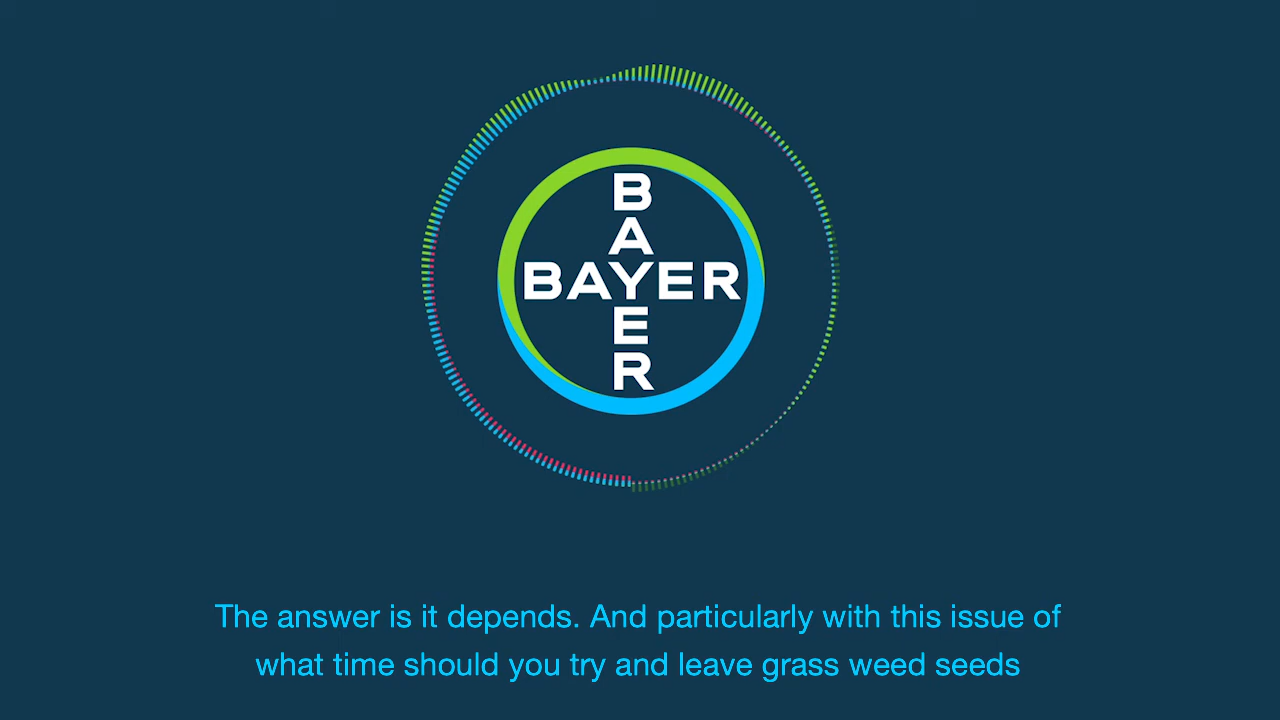 BAYER
BAYER
The answer is it depends. And particularly with this issue of
what time should you try and leave grass weed seeds